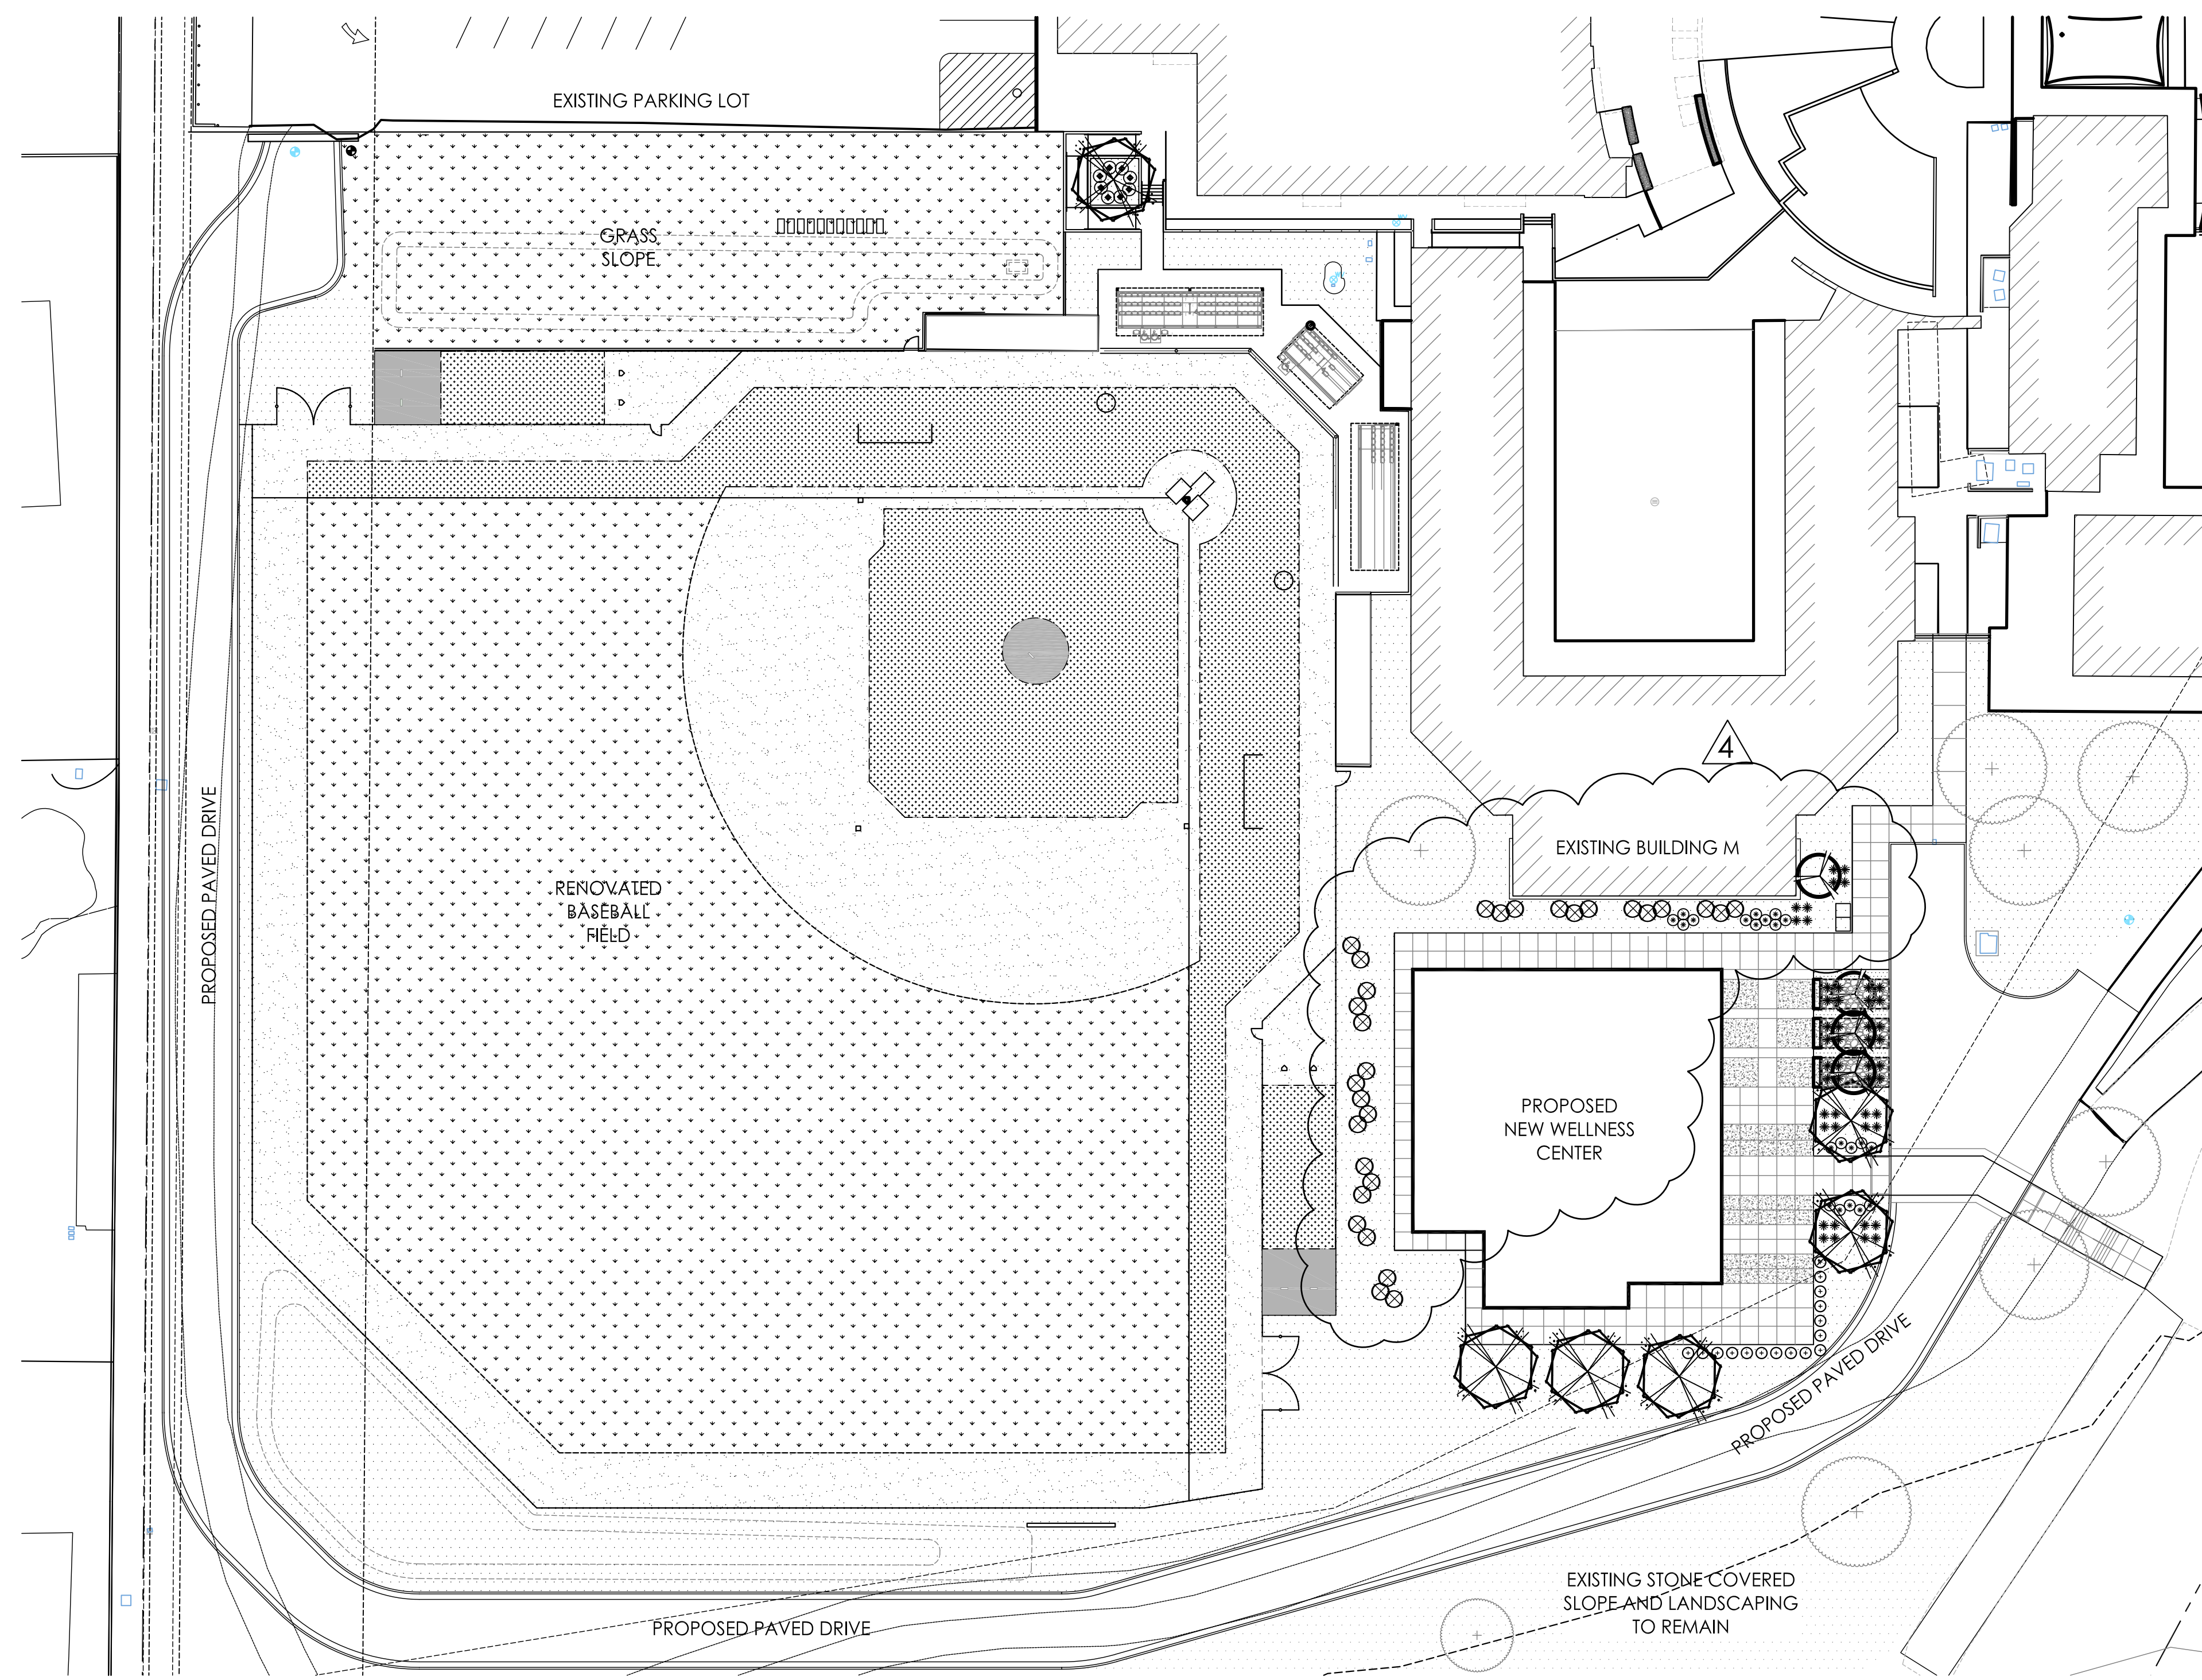 EXISTING PARKING LOT
GRASS
SLOPE
4
PROPOSED PAVED DRIVE
EXISTING BUILDING M
RENOVATED
BASEBALL
FIELD
PROPOSED
NEW WELLNESS
CENTER
PROPOSED PAVED DRIVE
EXISTING STONE COVERED
SLOPE AND LANDSCAPING
TO REMAIN
PROPOSED PAVED DRIVE